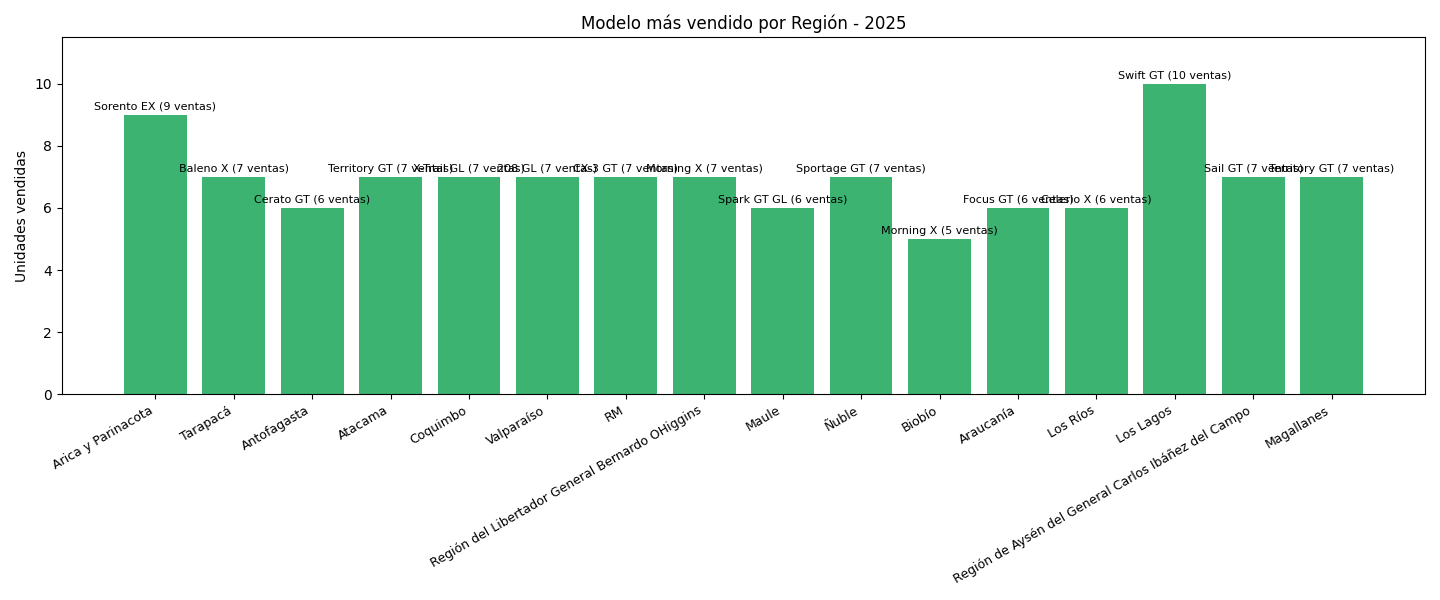 Modelo más vendido por Región - 2025
Unidades vendidas
10
8
6
4
2
0
Sorento EX (9 ventas)
Baleno X (7 ventas)
Cerato GT (6 ventas)
Territory GT (7 ventas)
X-Trail GL (7 ventas)
208 GL (7 ventas)
CX-3 GT (7 ventas)
Morning X (7 ventas)
Spark GT GL (6 ventas)
Sportage GT (7 ventas)
Morning X (5 ventas)
Focus GT (6 ventas)
Celerio X (6 ventas)
Swift GT (10 ventas)
Sail GT (7 ventas)
Territory GT (7 ventas)
Arica y Parinacota
Tarapacá
Antofagasta
Atacama
Coquimbo
Valparaíso
RM
Región del Libertador General Bernardo OHiggins
Maule
Ñuble
Biobío
Araucanía
Los Ríos
Los Lagos
Región de Aysén del General Carlos Ibáñez del Campo
Magallanes